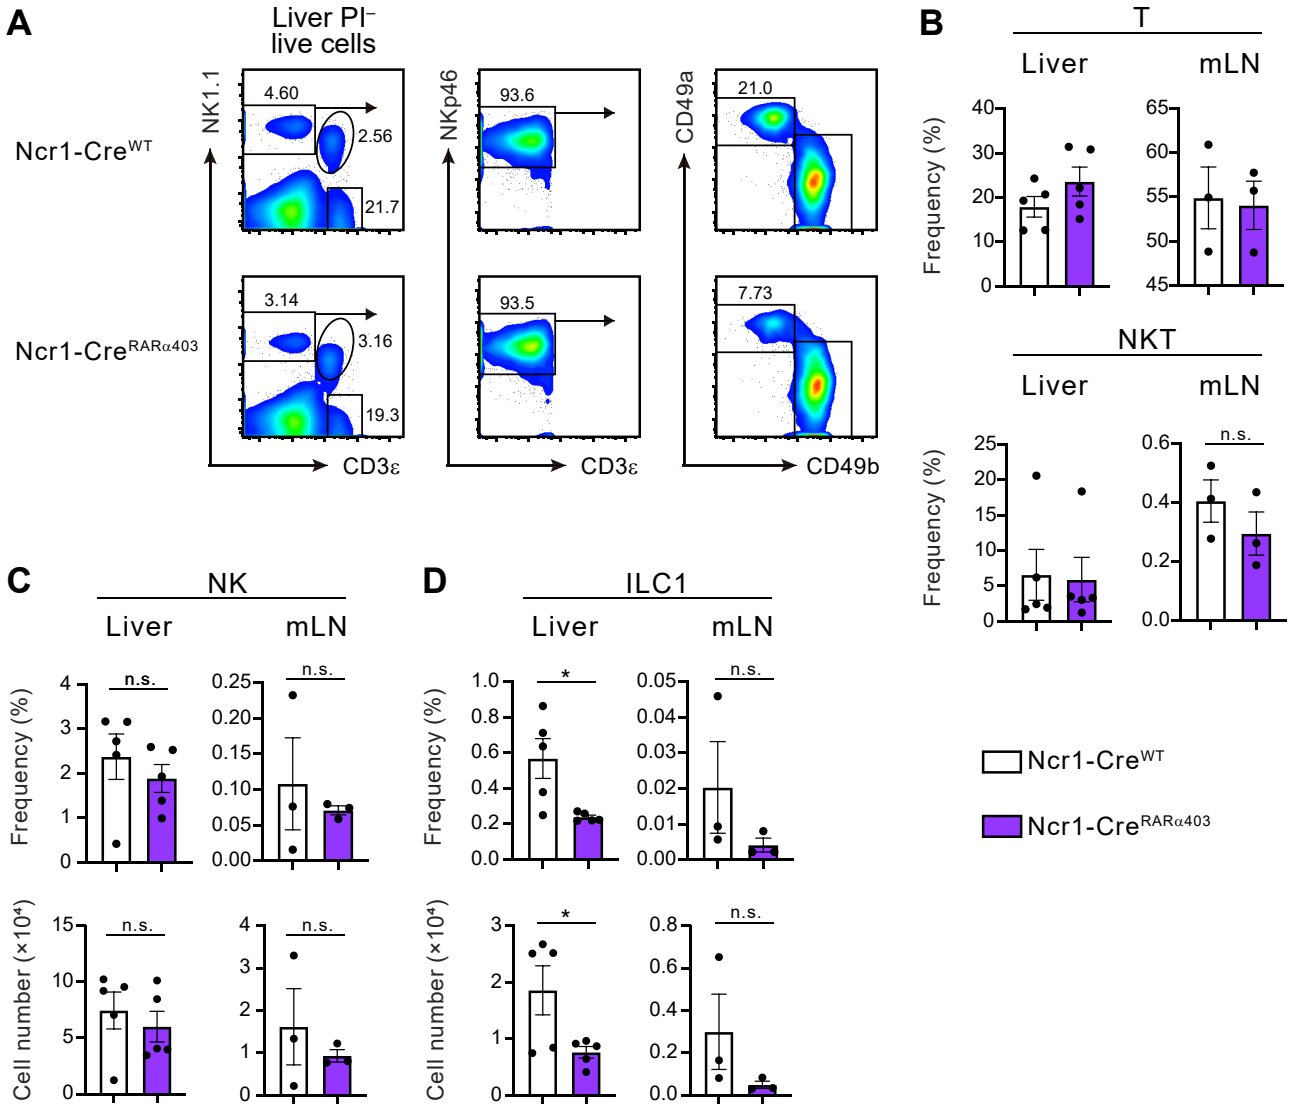 A
Liver PI⁻
live cells
Ncr1-Cre^WT
NK1.1
4.60
2.56
21.7
NKp46
93.6
CD49a
21.0
Ncr1-Cre^RARα403
3.14
3.16
19.3
93.5
7.73
CD3ε
CD3ε
CD49b
B
T
Liver
mLN
Frequency (%)
40
30
20
10
0
65
60
55
50
45
NKT
Liver
mLN
Frequency (%)
25
20
15
10
5
0
n.s.
0.6
0.4
0.2
0.0
C
NK
Liver
mLN
Frequency (%)
n.s.
4
3
2
1
0
n.s.
0.25
0.20
0.15
0.10
0.05
0.00
Cell number (×10⁴)
n.s.
15
10
5
0
n.s.
4
3
2
1
0
D
ILC1
Liver
mLN
Frequency (%)
*
1.0
0.8
0.6
0.4
0.2
0.0
n.s.
0.05
0.04
0.03
0.02
0.01
0.00
Cell number (×10⁴)
*
3
2
1
0
n.s.
0.8
0.6
0.4
0.2
0.0
Ncr1-Cre^WT
Ncr1-Cre^RARα403